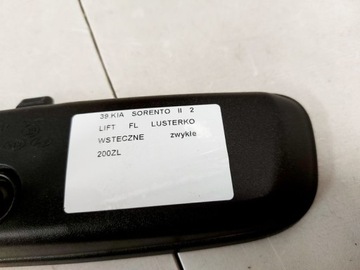 39.KIA SORENTO II 2
LIFT FL LUSTERKO
WSTECZNE zwykłe
200ZL